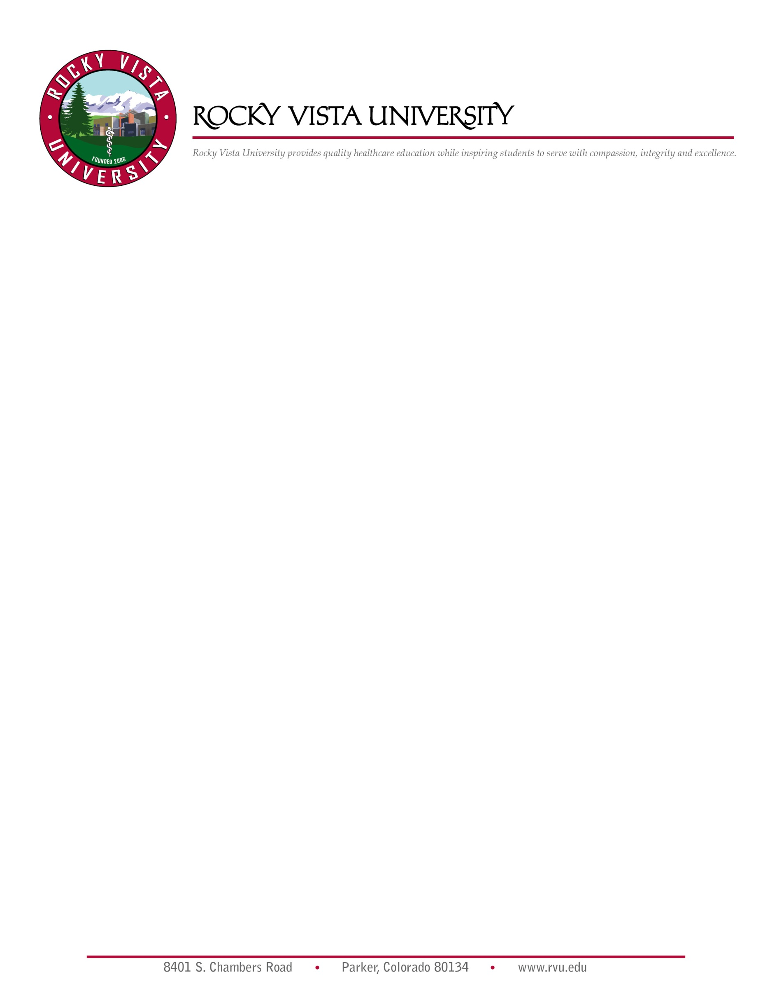 ROCKY VISTA
UNIVERSITY
FOUNDED 2006
ROCKY VISTA UNIVERSITY
Rocky Vista University provides quality healthcare education while inspiring students to serve with compassion, integrity and excellence.
8401 S. Chambers Road • Parker, Colorado 80134 • www.rvu.edu